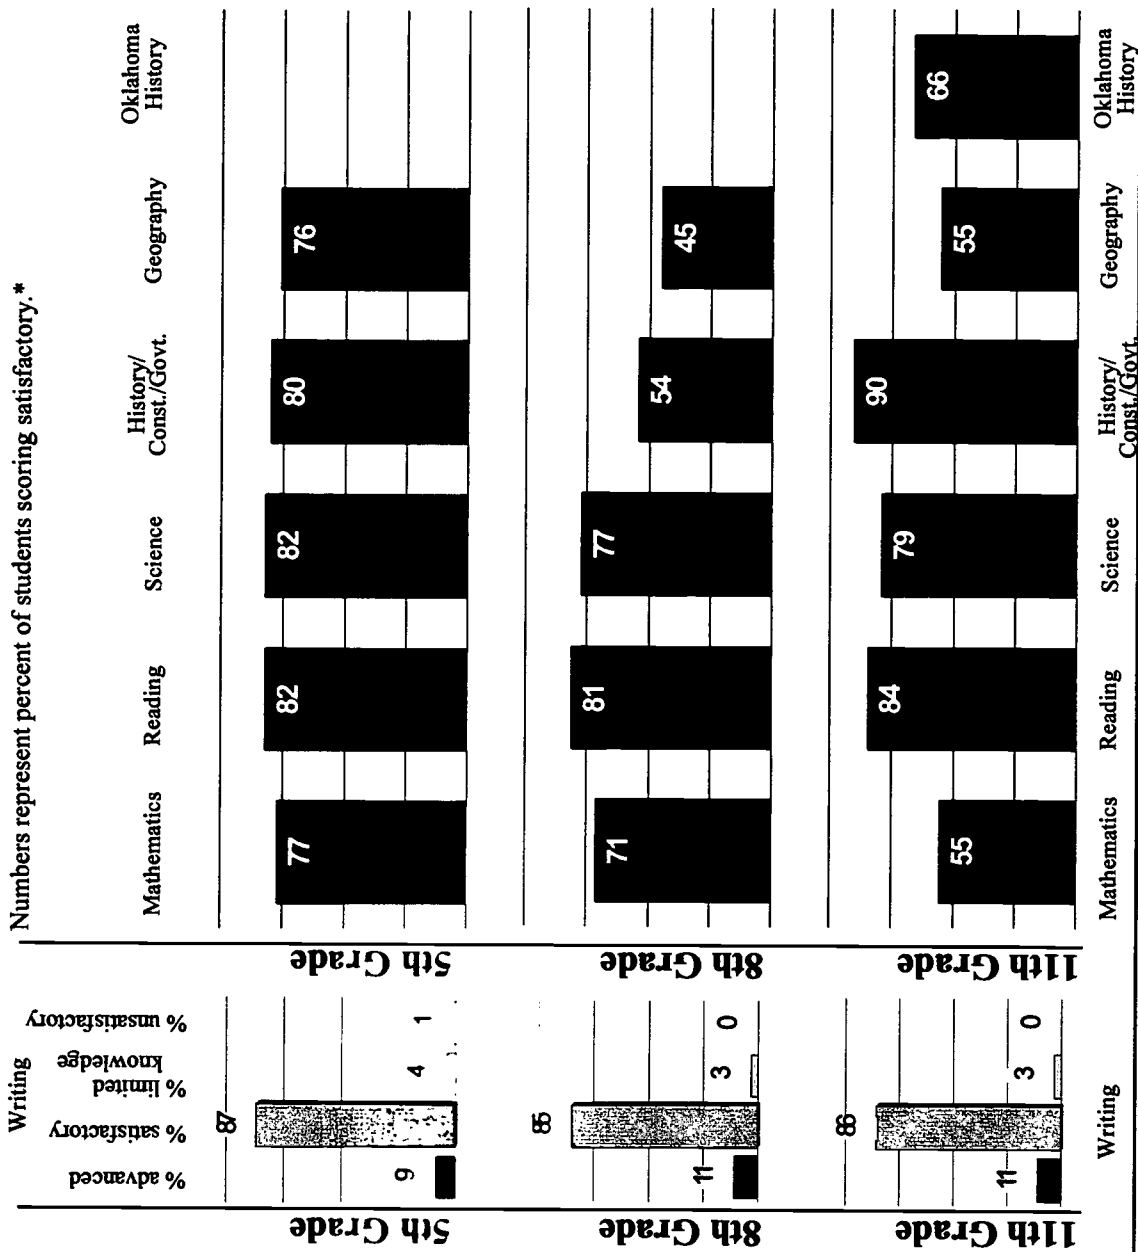 Numbers represent percent of students scoring satisfactory.*
Writing
% advanced
% satisfactory
% limited
knowledge
% unsatisfactory
Mathematics
Reading
Science
History/
Const./Govt.
Geography
Oklahoma
History
5th Grade
9
87
4
1
5th Grade
77
82
82
80
76
8th Grade
11
85
3
0
8th Grade
71
81
77
54
45
11th Grade
11
86
3
0
11th Grade
55
84
79
90
55
66
Writing
Mathematics
Reading
Science
History/
Const./Govt.
Geography
Oklahoma
History